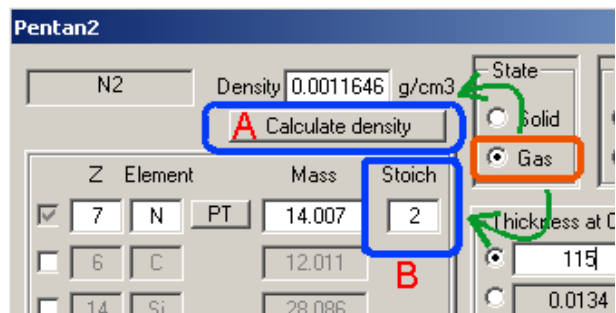 Pentan2
N2
Density 0.0011646 g/cm3
A Calculate density
State
Solid
Gas
Z Element Mass Stoich
7 N PT 14.007 2
B
6 C 12.011
14 Si 28.086
Thickness at 0
115
0.0134